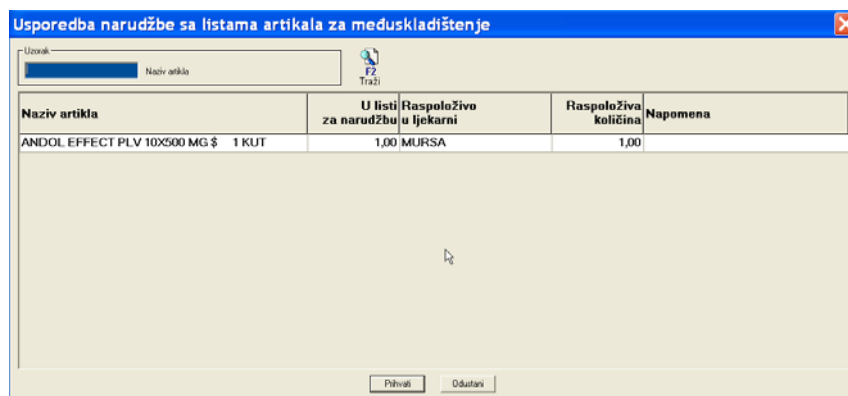 Usporedba narudžbe sa listama artikala za međuskladištenje
Uzorak
Naziv artikla
F2
Traži
Naziv artikla
U listi za narudžbu
Raspoloživo u ljekarni
Raspoloživa količina
Napomena
ANDOL EFFECT PLV 10X500 MG $ 1 KUT 1,00 MURSA 1,00
Prihvati Odustani